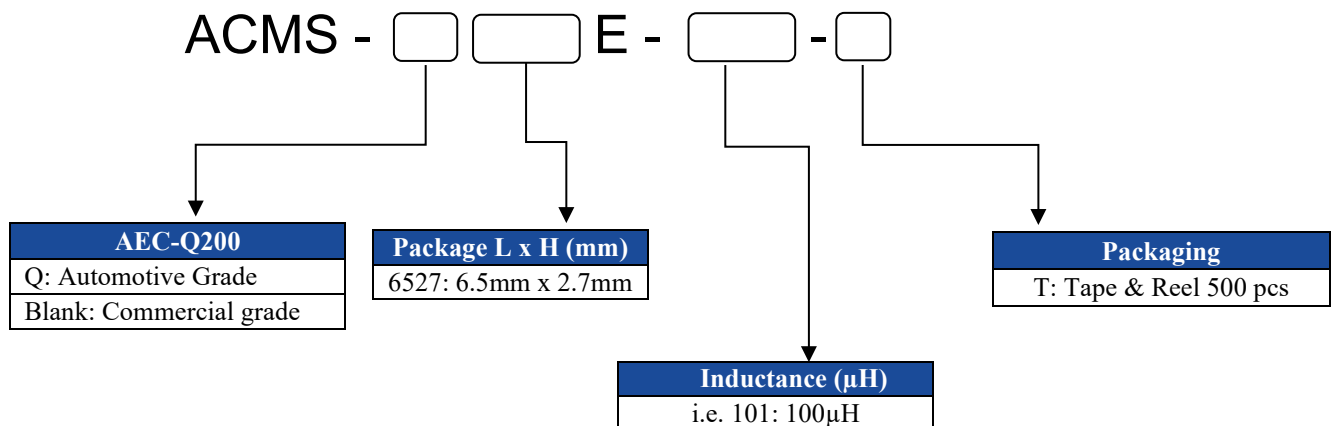 ACMS - E - -
AEC-Q200
Q: Automotive Grade
Blank: Commercial grade
Package L x H (mm)
6527: 6.5mm x 2.7mm
Inductance (µH)
i.e. 101: 100µH
Packaging
T: Tape & Reel 500 pcs